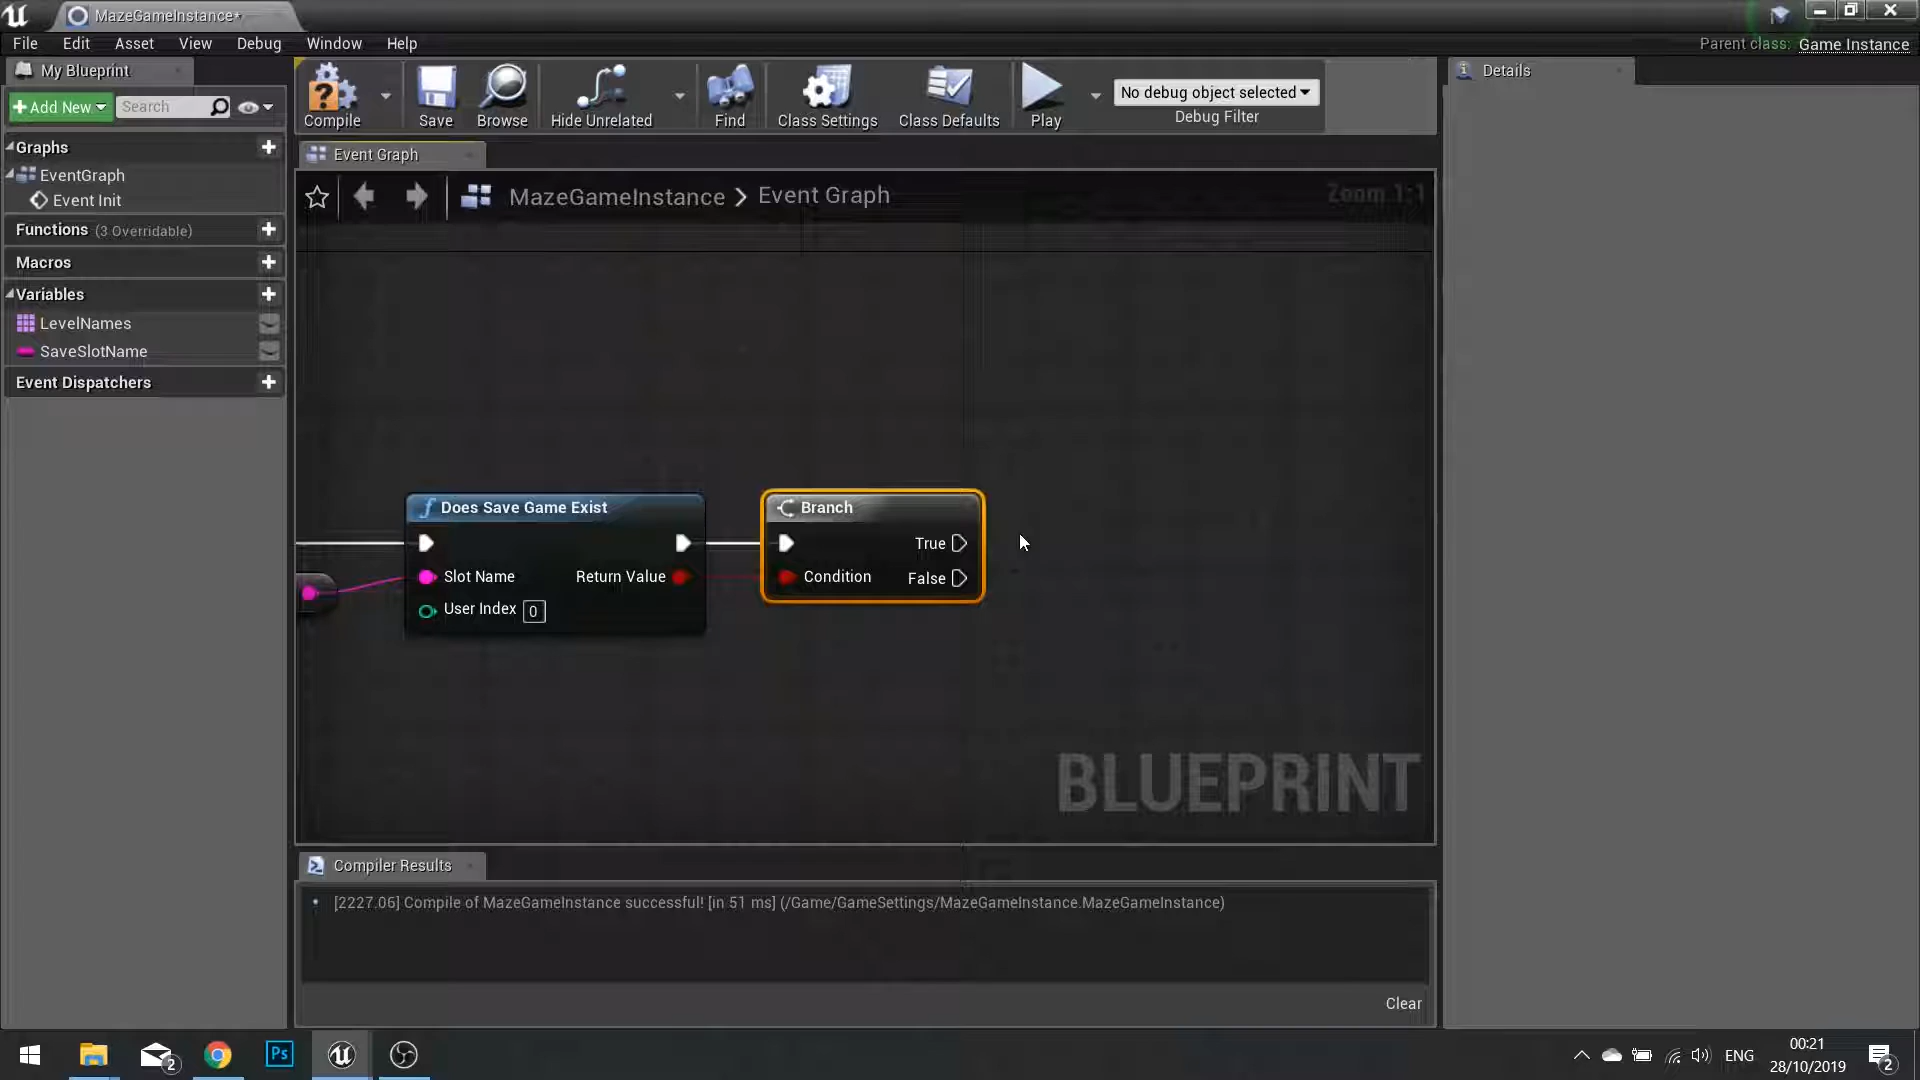 MazeGameInstance*
File Edit Asset View Debug Window Help
Parent class: Game Instance
My Blueprint
Add New
Search
Graphs
EventGraph
Event Init
Functions (3 Overridable)
Macros
Variables
LevelNames
SaveSlotName
Event Dispatchers
Compile
Save
Browse
Hide Unrelated
Find
Class Settings
Class Defaults
Play
No debug object selected
Debug Filter
Event Graph
MazeGameInstance > Event Graph
Zoom 1:1
Does Save Game Exist
Slot Name
Return Value
User Index 0
Branch
True
Condition
False
BLUEPRINT
Compiler Results
[2227.06] Compile of MazeGameInstance successful! [in 51 ms] (/Game/GameSettings/MazeGameInstance.MazeGameInstance)
Clear
Details
2
Ps
ENG
00:21
28/10/2019
2